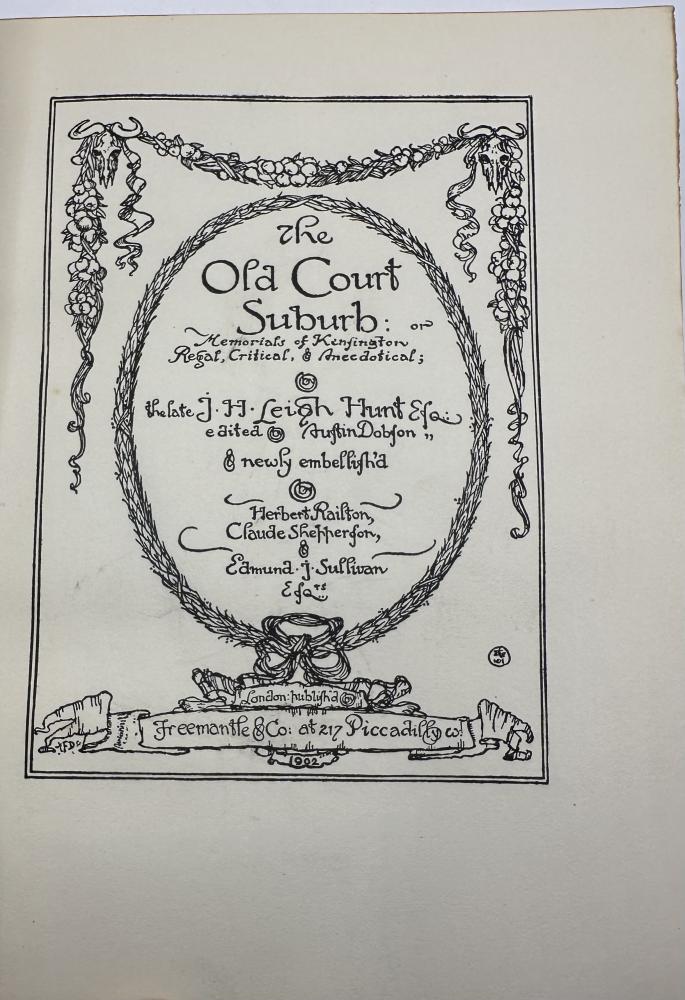 The
Old Court
Suburb: or
Memorials of Kenſington
Regal, Critical, & Anecdotical;
by
the late J. H. Leigh Hunt Eſq.:
edited by Auſtin Dobſon „
& newly embelliſh'd
by
Herbert Railton,
Claude Shepperſon,
&
Edmund. J. Sullivan
Eſqrs:
London: publiſh'd by
Freemantle & Co: at 217 Piccadilly w:
1902